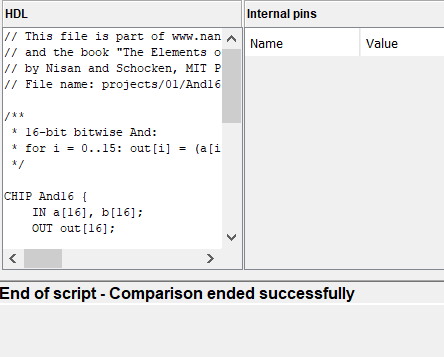 HDL
Internal pins
// This file is part of www.nan
// and the book "The Elements o
// by Nisan and Schocken, MIT P
// File name: projects/01/And16
/**
* 16-bit bitwise And:
* for i = 0..15: out[i] = (a[i
*/
CHIP And16 {
IN a[16], b[16];
OUT out[16];
Name Value
End of script - Comparison ended successfully